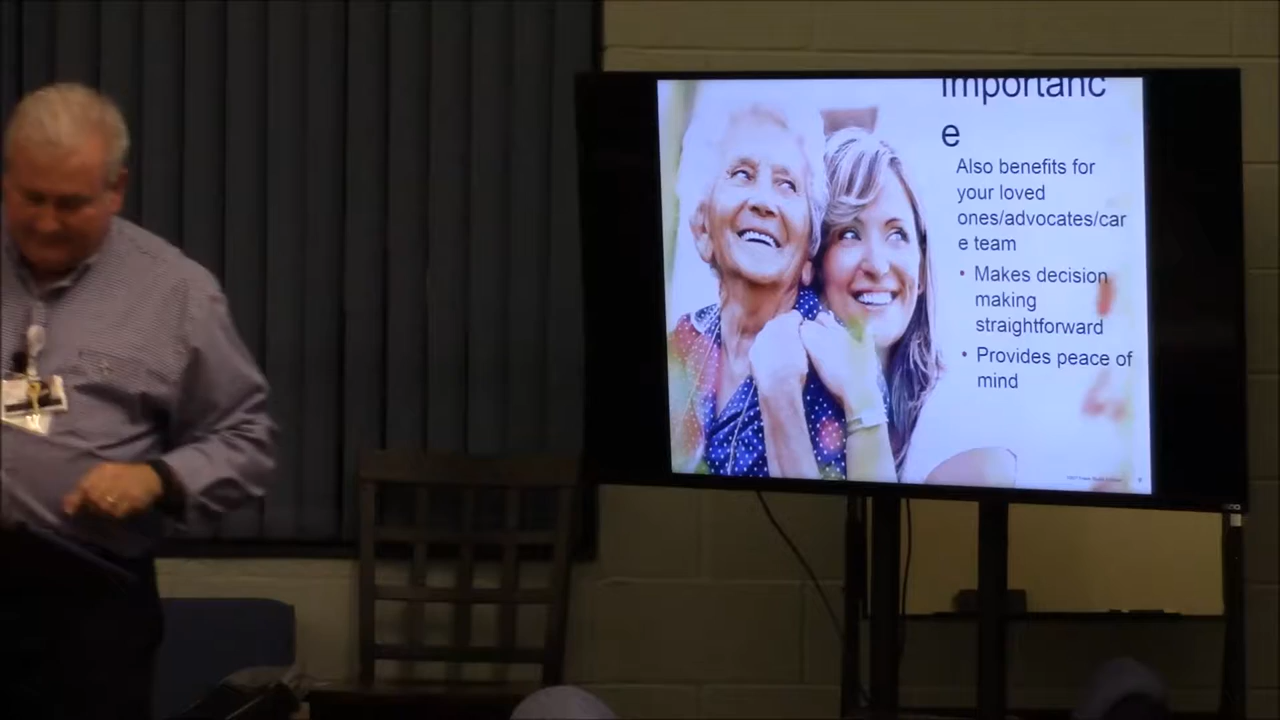 Importanc
e
Also benefits for
your loved
ones/advocates/car
e team
• Makes decision
making
straightforward
• Provides peace of
mind